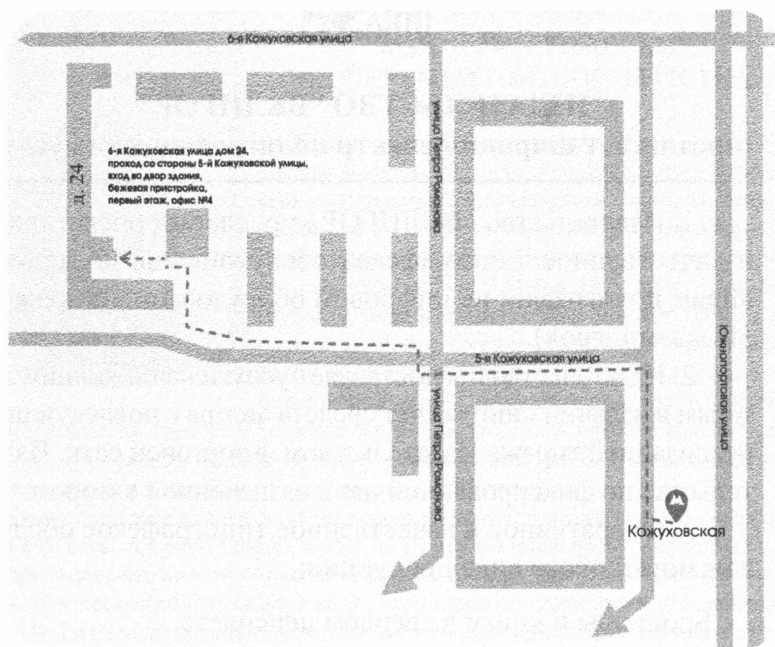 6-я Кожуховская улица
6-я Кожуховская улица дом 24,
проход со стороны 5-й Кожуховской улицы,
вход во двор здания,
бежевая пристройка,
первый этаж, офис №4
д. 24
улица Петра Романова
5-я Кожуховская улица
Южнопортовая улица
улица Петра Романова
Кожуховская